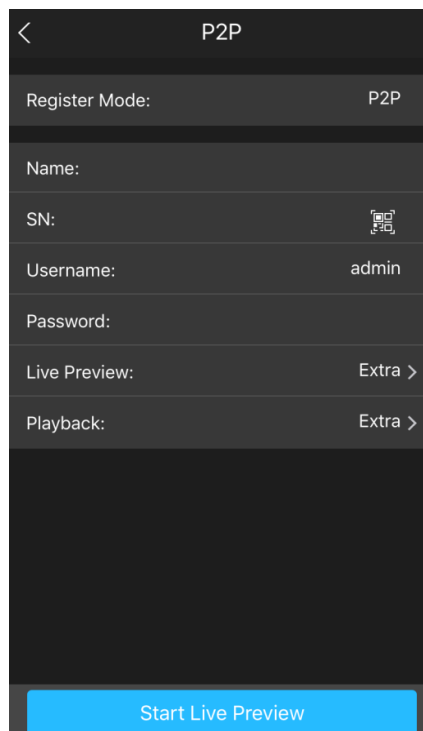 P2P
Register Mode: P2P
Name:
SN:
Username: admin
Password:
Live Preview: Extra
Playback: Extra
Start Live Preview